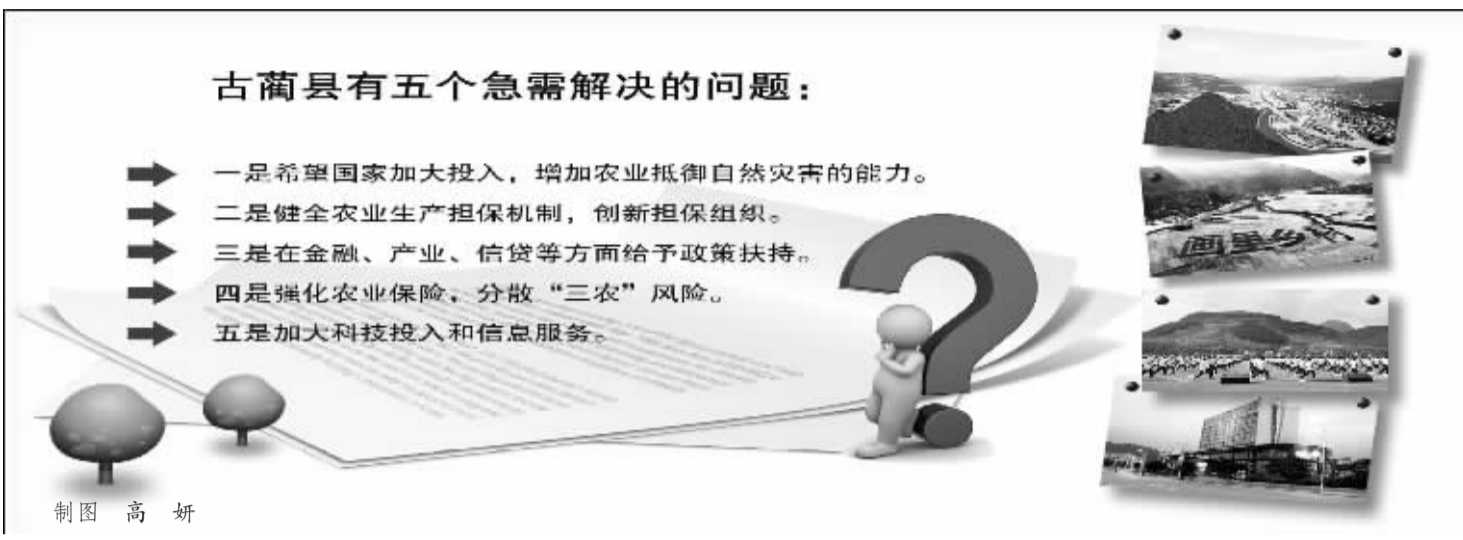 古蔺县有五个急需解决的问题：
一是希望国家加大投入，增加农业抵御自然灾害的能力。
二是健全农业生产担保机制，创新担保组织。
三是在金融、产业、信贷等方面给予政策扶持。
四是强化农业保险，分散“三农”风险。
五是加大科技投入和信息服务。
制图 高 妍